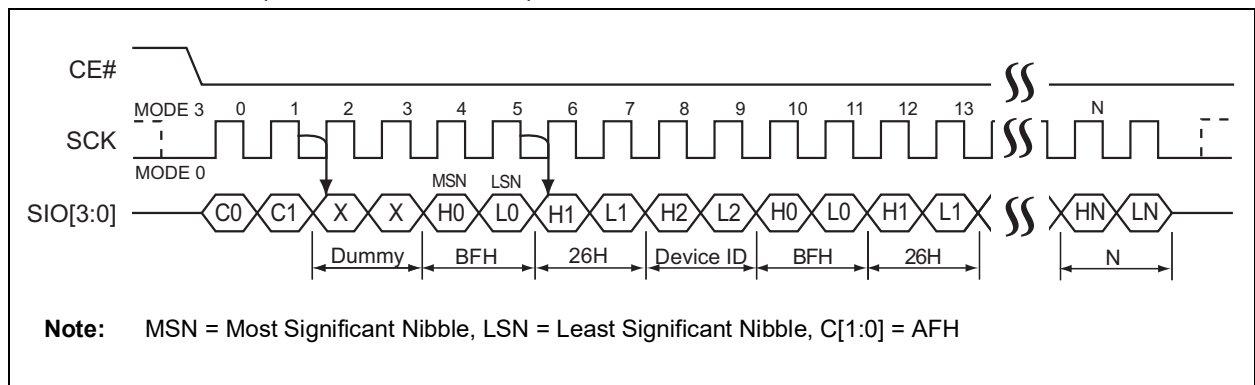 CE#
MODE 3 0 1 2 3 4 5 6 7 8 9 10 11 12 13 N
SCK
MODE 0
MSN LSN
SIO[3:0] C0 C1 X X H0 L0 H1 L1 H2 L2 H0 L0 H1 L1 HN LN
Dummy BFH 26H Device ID BFH 26H N
Note: MSN = Most Significant Nibble, LSN = Least Significant Nibble, C[1:0] = AFH